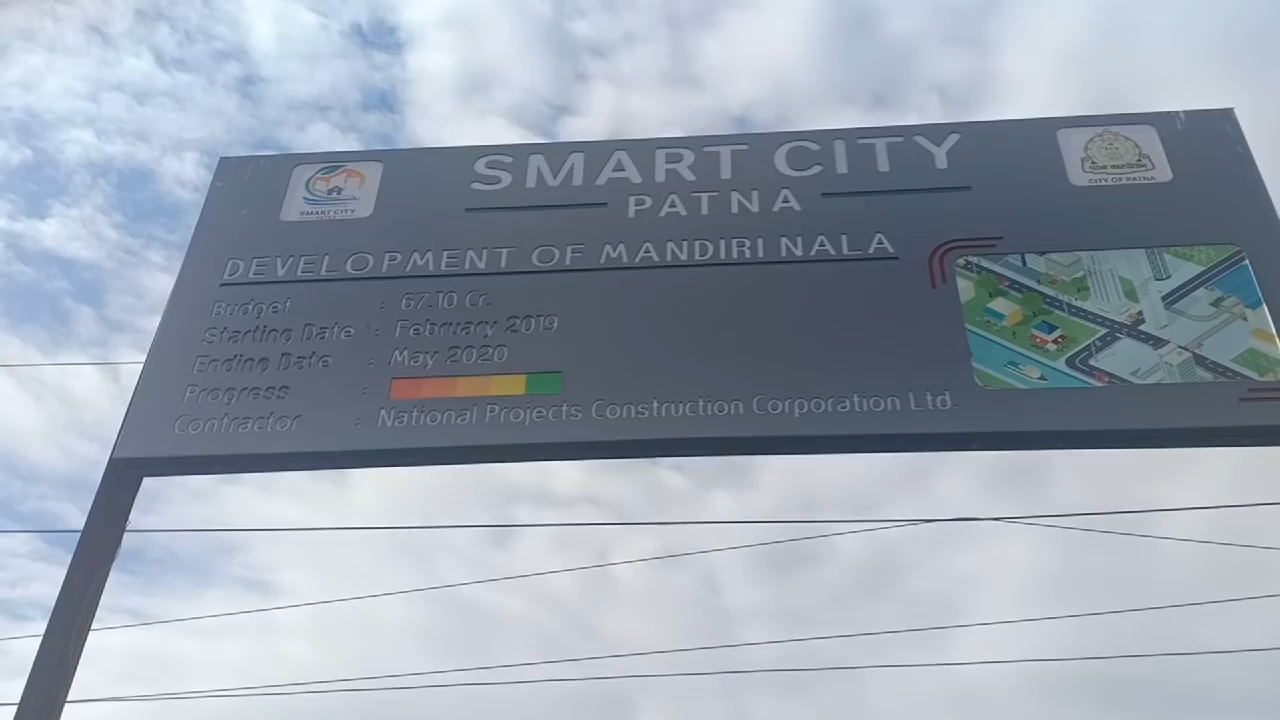 SMART CITY
PATNA
SMART CITY
PATNA
CITY OF PATNA
DEVELOPMENT OF MANDIRI NALA
Budget : 67.10 Cr.
Starting Date : February 2019
Ending Date : May 2020
Progress :
Contractor : National Projects Construction Corporation Ltd.